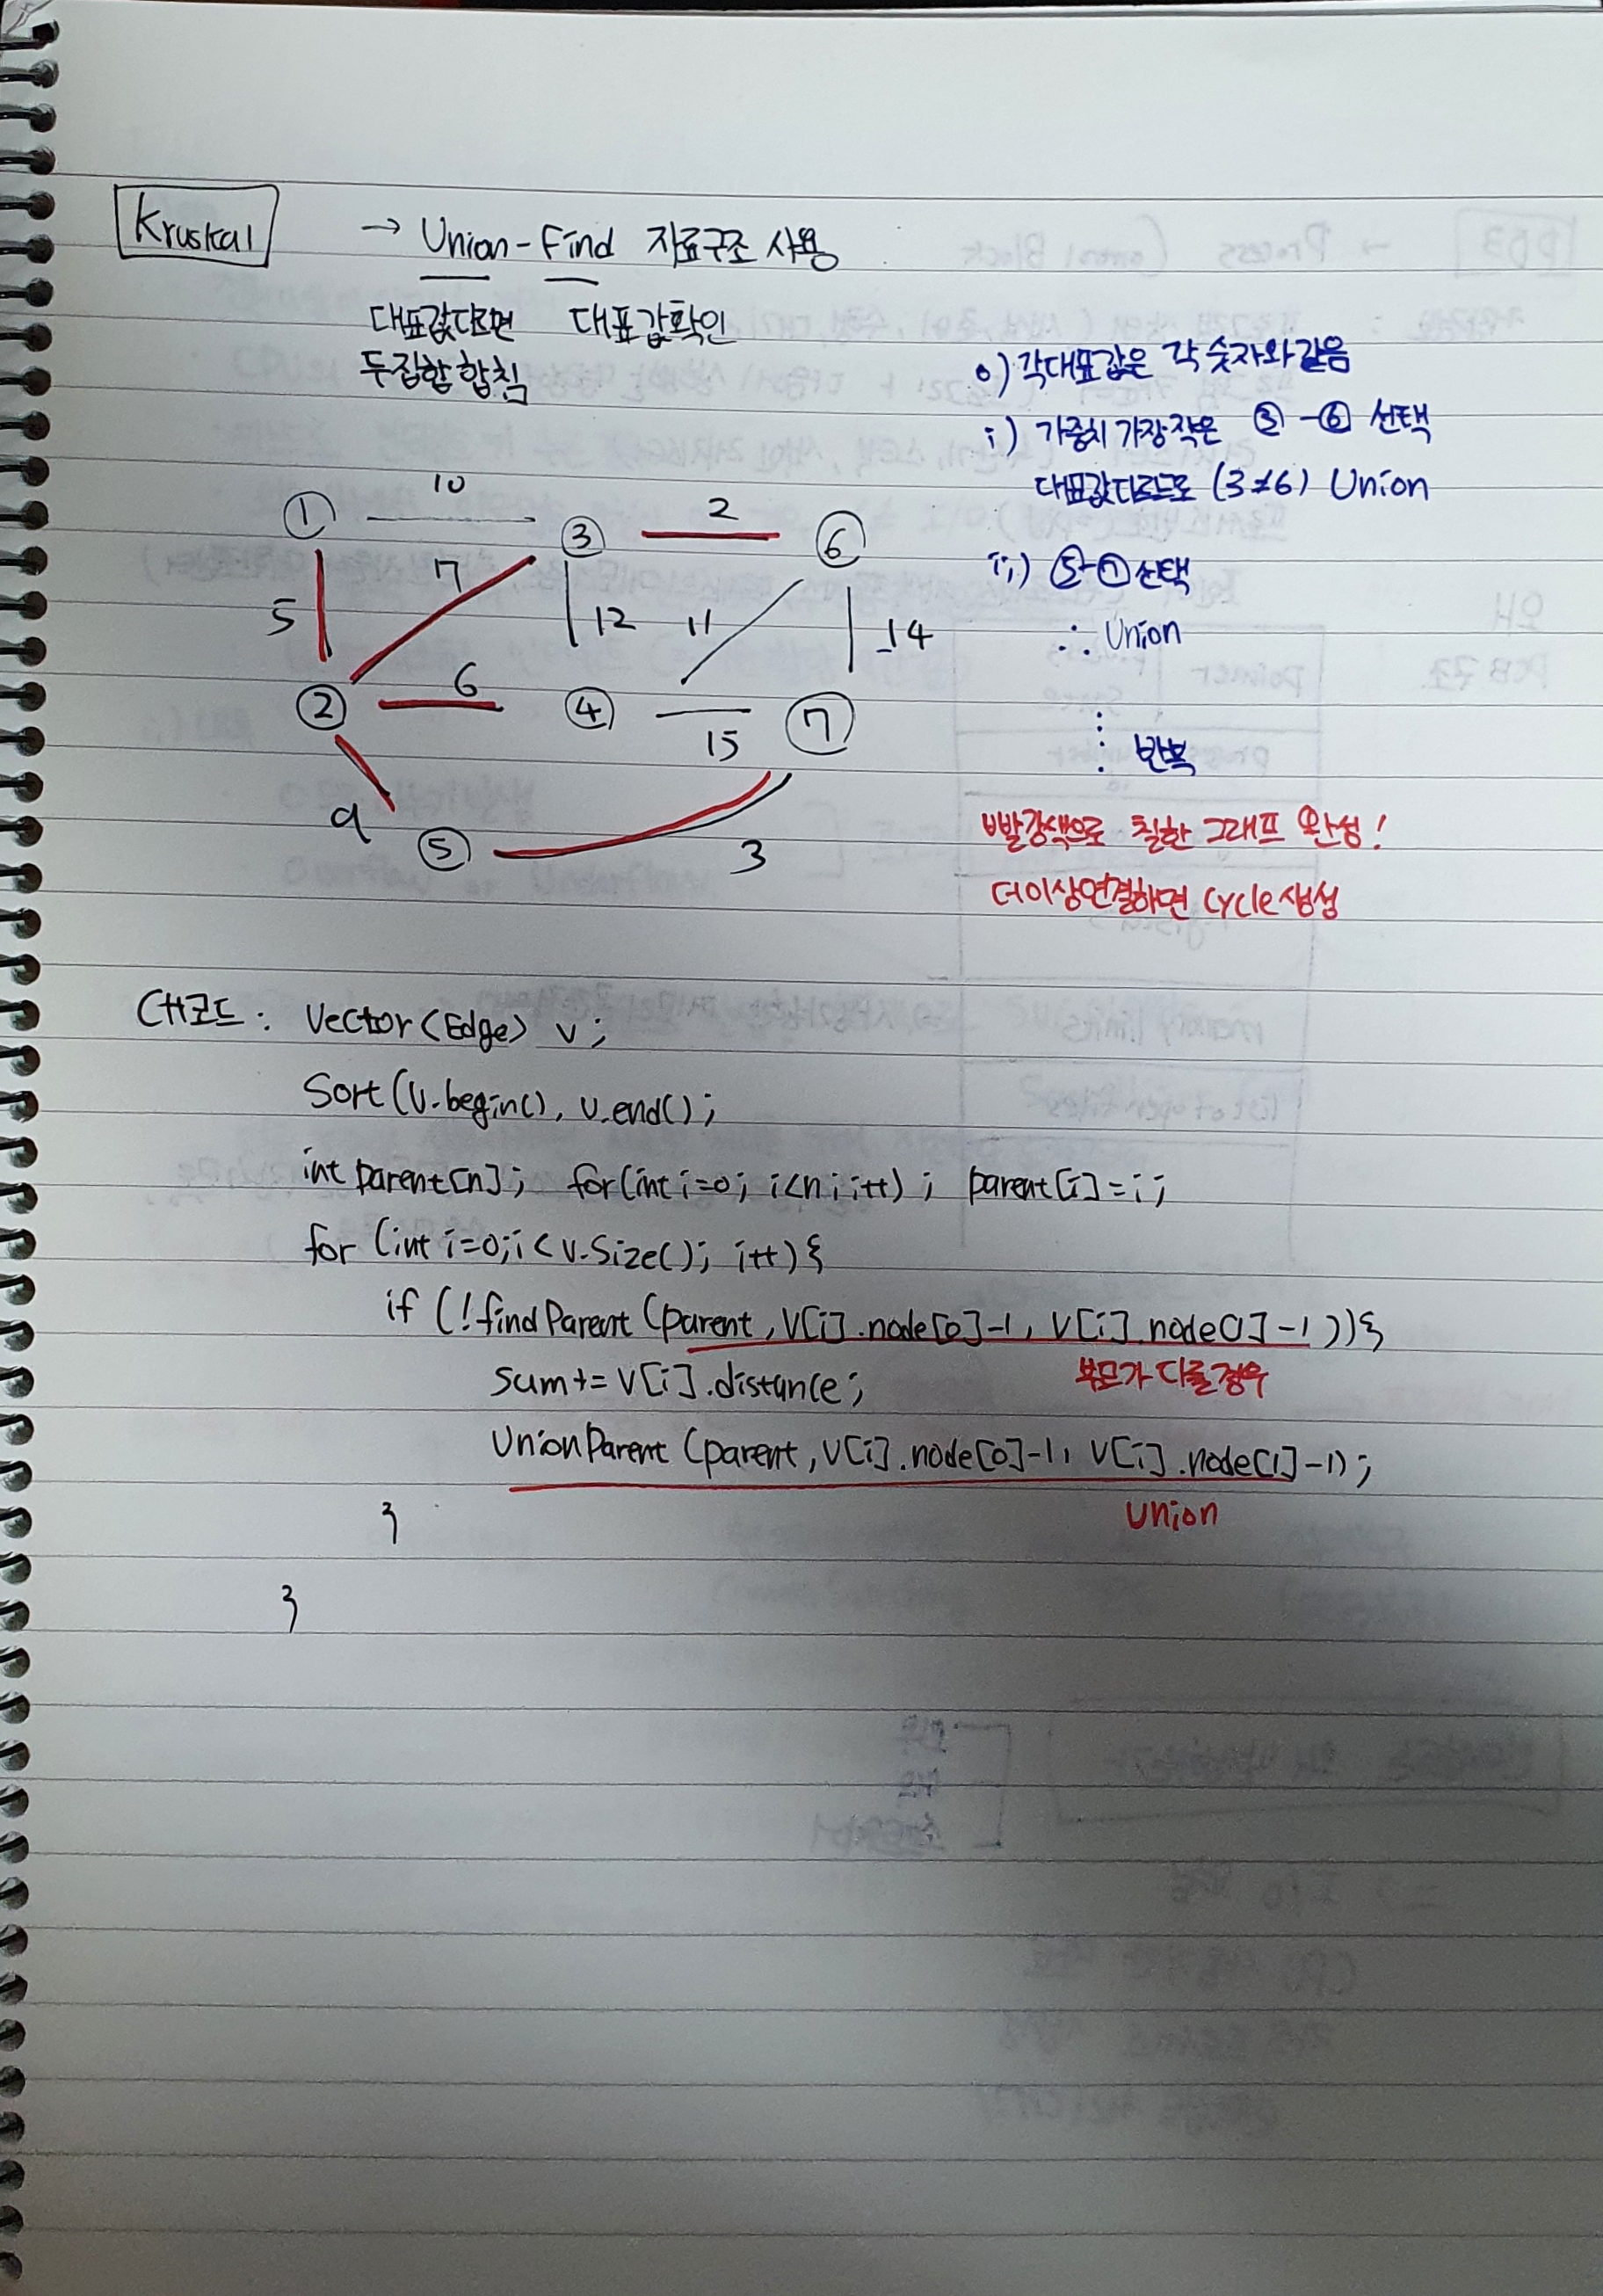 Kruskal → Union-Find 자료구조 사용
대표값다르면 대표값확인
두집합 합침
0) 각대표값은 각 숫자와같음
i) 가중치 가장작은 ③-⑥ 선택
대표값다르므로 (3≠6) Union
ii) ⑤-⑦ 선택
∴ Union
⋮ 반복
빨강색으로 칠한 그래프 완성!
더이상연결하면 cycle 생성
① 10 ③ 2 ⑥
5 7 12 11 14
② 6 ④ 15 ⑦
9 ⑤ 3
C++코드: Vector<Edge> v;
Sort(v.begin(), v.end();
int parent[n]; for(int i=0; i<n; i++); parent[i]=i;
for (int i=0; i<v.size(); i++){
if (!findParent(parent, v[i].node[0]-1, v[i].node[1]-1)){
sum+= v[i].distance; 부모가 다를경우
UnionParent(parent, v[i].node[0]-1, v[i].node[1]-1);
Union
}
}